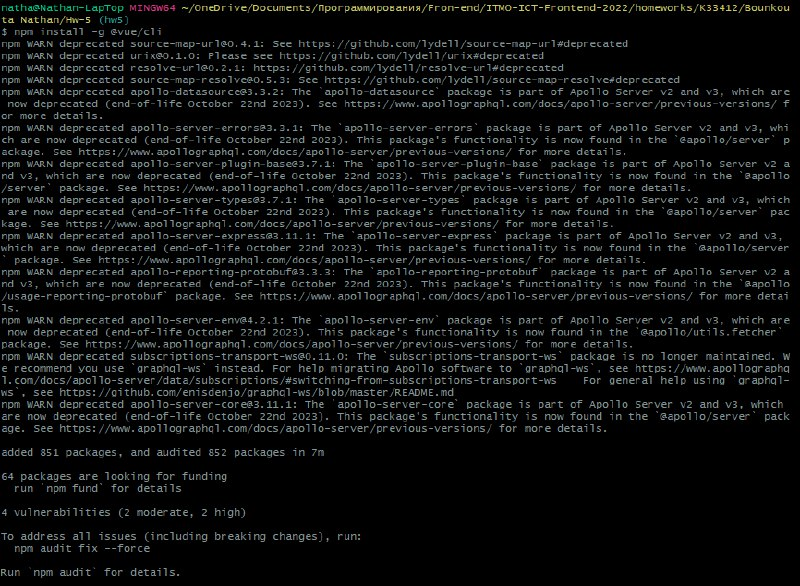 natha@Nathan-LapTop MINGW64 ~/OneDrive/Documents/Программирования/Fron-end/ITMO-ICT-Frontend-2022/homeworks/K33412/Bounkou
ta Nathan/Hw-5 (hw5)
$ npm install -g @vue/cli
npm WARN deprecated source-map-url@0.4.1: See https://github.com/lydell/source-map-url#deprecated
npm WARN deprecated urix@0.1.0: Please see https://github.com/lydell/urix#deprecated
npm WARN deprecated resolve-url@0.2.1: https://github.com/lydell/resolve-url#deprecated
npm WARN deprecated source-map-resolve@0.5.3: See https://github.com/lydell/source-map-resolve#deprecated
npm WARN deprecated apollo-datasource@3.3.2: The `apollo-datasource` package is part of Apollo Server v2 and v3, which are
 now deprecated (end-of-life October 22nd 2023). See https://www.apollographql.com/docs/apollo-server/previous-versions/ f
or more details.
npm WARN deprecated apollo-server-errors@3.3.1: The `apollo-server-errors` package is part of Apollo Server v2 and v3, whi
ch are now deprecated (end-of-life October 22nd 2023). This package's functionality is now found in the `@apollo/server` p
ackage. See https://www.apollographql.com/docs/apollo-server/previous-versions/ for more details.
npm WARN deprecated apollo-server-plugin-base@3.7.1: The `apollo-server-plugin-base` package is part of Apollo Server v2 a
nd v3, which are now deprecated (end-of-life October 22nd 2023). This package's functionality is now found in the `@apollo
/server` package. See https://www.apollographql.com/docs/apollo-server/previous-versions/ for more details.
npm WARN deprecated apollo-server-types@3.7.1: The `apollo-server-types` package is part of Apollo Server v2 and v3, which
 are now deprecated (end-of-life October 22nd 2023). This package's functionality is now found in the `@apollo/server` pac
kage. See https://www.apollographql.com/docs/apollo-server/previous-versions/ for more details.
npm WARN deprecated apollo-server-express@3.11.1: The `apollo-server-express` package is part of Apollo Server v2 and v3,
which are now deprecated (end-of-life October 22nd 2023). This package's functionality is now found in the `@apollo/server
` package. See https://www.apollographql.com/docs/apollo-server/previous-versions/ for more details.
npm WARN deprecated apollo-reporting-protobuf@3.3.3: The `apollo-reporting-protobuf` package is part of Apollo Server v2 a
nd v3, which are now deprecated (end-of-life October 22nd 2023). This package's functionality is now found in the `@apollo
/usage-reporting-protobuf` package. See https://www.apollographql.com/docs/apollo-server/previous-versions/ for more detai
ls.
npm WARN deprecated apollo-server-env@4.2.1: The `apollo-server-env` package is part of Apollo Server v2 and v3, which are
 now deprecated (end-of-life October 22nd 2023). This package's functionality is now found in the `@apollo/utils.fetcher`
package. See https://www.apollographql.com/docs/apollo-server/previous-versions/ for more details.
npm WARN deprecated subscriptions-transport-ws@0.11.0: The `subscriptions-transport-ws` package is no longer maintained. W
e recommend you use `graphql-ws` instead. For help migrating Apollo software to `graphql-ws`, see https://www.apollographq
l.com/docs/apollo-server/data/subscriptions/#switching-from-subscriptions-transport-ws    For general help using `graphql-
ws`, see https://github.com/enisdenjo/graphql-ws/blob/master/README.md
npm WARN deprecated apollo-server-core@3.11.1: The `apollo-server-core` package is part of Apollo Server v2 and v3, which
are now deprecated (end-of-life October 22nd 2023). This package's functionality is now found in the `@apollo/server` pack
age. See https://www.apollographql.com/docs/apollo-server/previous-versions/ for more details.
added 851 packages, and audited 852 packages in 7m
64 packages are looking for funding
  run `npm fund` for details
4 vulnerabilities (2 moderate, 2 high)
To address all issues (including breaking changes), run:
  npm audit fix --force
Run `npm audit` for details.